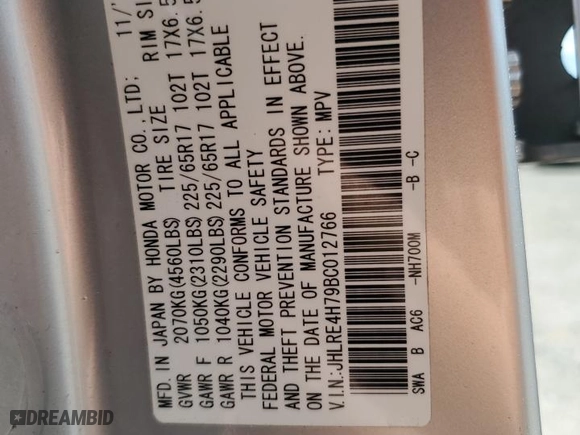 MFD. IN JAPAN BY HONDA MOTOR CO.,LTD; 11/
GVWR 2070KG(4560LBS) TIRE SIZE RIM SI
GAWR F 1050KG(2310LBS) 225/65R17 102T 17X6.5
GAWR R 1040KG(2290LBS) 225/65R17 102T 17X6.5
THIS VEHICLE CONFORMS TO ALL APPLICABLE
FEDERAL MOTOR VEHICLE SAFETY
AND THEFT PREVENTION STANDARDS IN EFFECT
ON THE DATE OF MANUFACTURE SHOWN ABOVE.
V.I.N.:JHLRE4H79BC012766 TYPE: MPV
SWA B AC6 -NH700M -B -C
DREAMBID